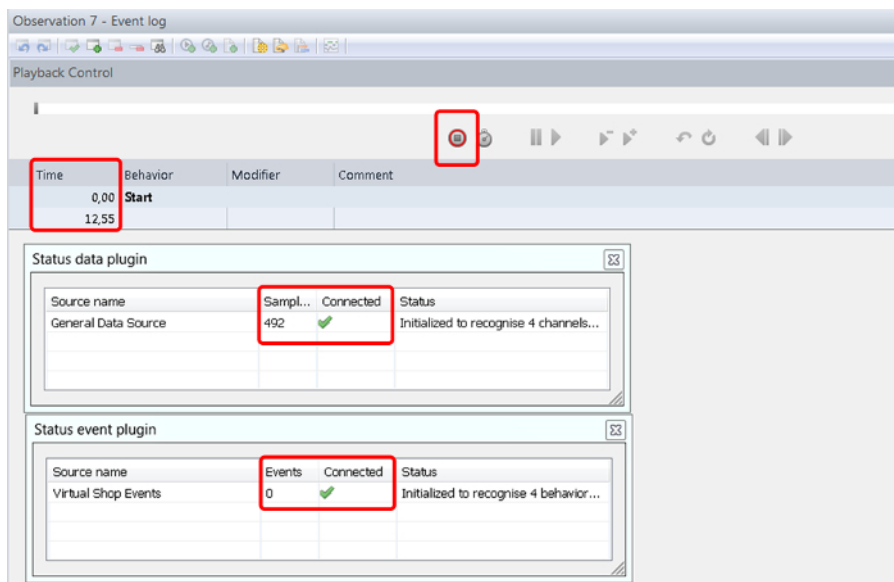 Observation 7 - Event log
Playback Control
Time Behavior Modifier Comment
0,00 Start
12,55
Status data plugin
Source name Sampl... Connected Status
General Data Source 492 Initialized to recognise 4 channels...
Status event plugin
Source name Events Connected Status
Virtual Shop Events 0 Initialized to recognise 4 behavior...